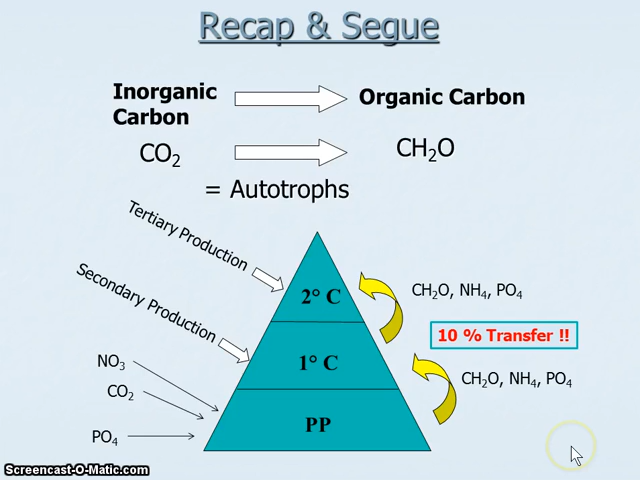 Recap & Segue
Inorganic
Carbon
Organic Carbon
CO2
CH2O
= Autotrophs
Tertiary Production
Secondary Production
2° C
CH2O, NH4, PO4
10 % Transfer !!
NO3
1° C
CH2O, NH4, PO4
CO2
PP
PO4
Screencast-O-Matic.com